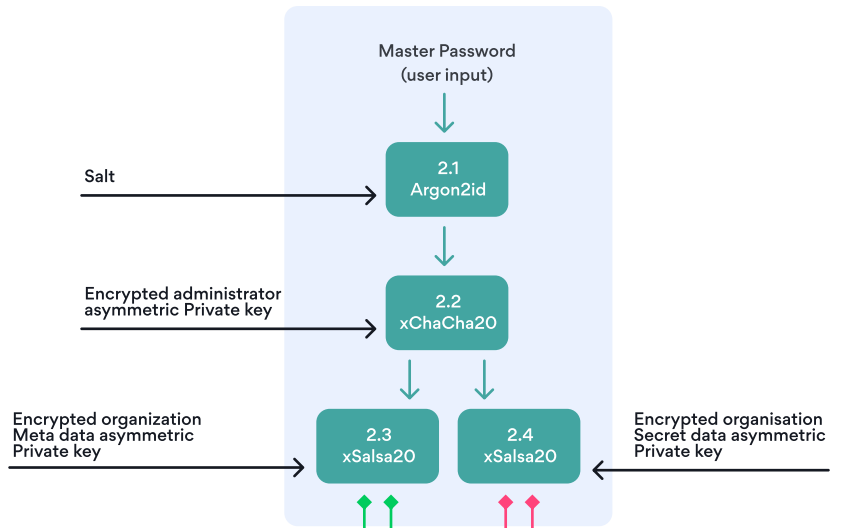 Master Password
(user input)
2.1
Argon2id
Salt
2.2
xChaCha20
Encrypted administrator
asymmetric Private key
2.3
xSalsa20
2.4
xSalsa20
Encrypted organization
Meta data asymmetric
Private key
Encrypted organisation
Secret data asymmetric
Private key